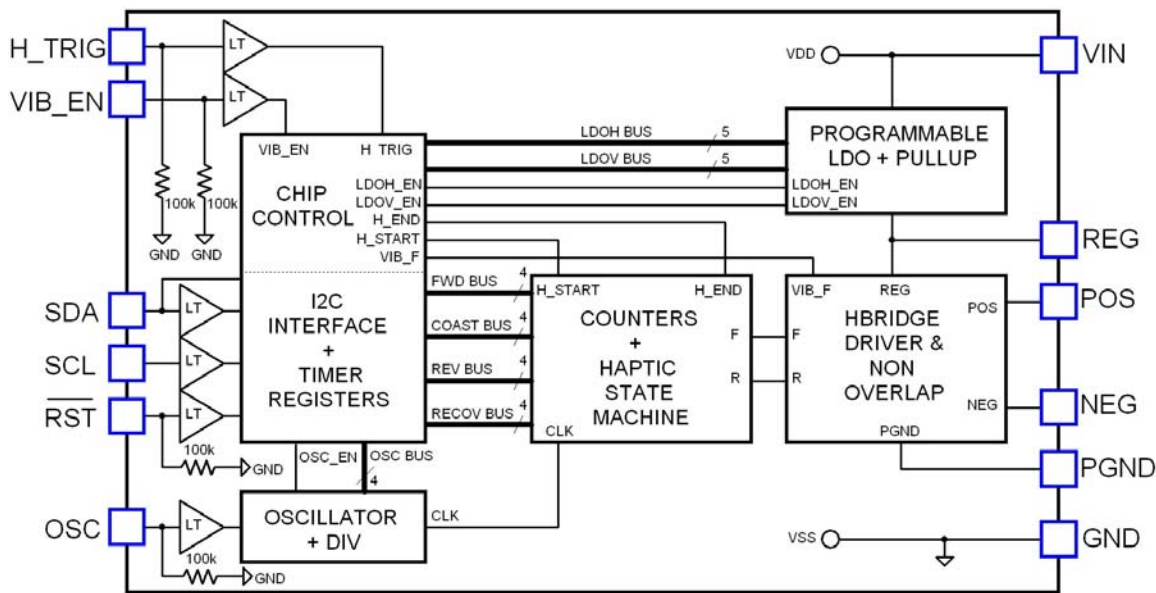 H_TRIG
LT
VIB_EN
LT
100k
100k
GND
GND
VIB_EN
H TRIG
CHIP
CONTROL
LDOH_EN
LDOV_EN
H_END
H_START
VIB_F
LDOH BUS
5
LDOV BUS
5
VDD
VIN
PROGRAMMABLE
LDO + PULLUP
LDOH_EN
LDOV_EN
REG
SDA
LT
SCL
LT
RST
LT
100k
GND
I2C
INTERFACE
+
TIMER
REGISTERS
FWD BUS
4
COAST BUS
4
REV BUS
4
RECOV BUS
4
H_START
H_END
COUNTERS
+
HAPTIC
STATE
MACHINE
F
R
CLK
VIB_F
REG
POS
HBRIDGE
DRIVER &
NON
OVERLAP
F
R
NEG
PGND
POS
NEG
PGND
OSC_EN
OSC BUS
4
OSC
LT
100k
GND
OSCILLATOR
+ DIV
CLK
VSS
GND